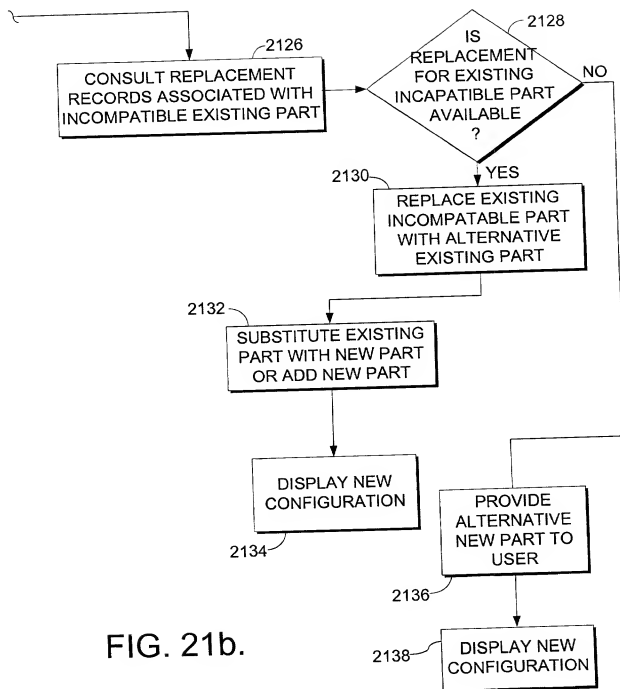 2126
CONSULT REPLACEMENT
RECORDS ASSOCIATED WITH
INCOMPATIBLE EXISTING PART
2128
IS
REPLACEMENT
FOR EXISTING
INCAPATIBLE PART
AVAILABLE
?
NO
YES
2130
REPLACE EXISTING
INCOMPATABLE PART
WITH ALTERNATIVE
EXISTING PART
2132
SUBSTITUTE EXISTING
PART WITH NEW PART
OR ADD NEW PART
DISPLAY NEW
CONFIGURATION
2134
PROVIDE
ALTERNATIVE
NEW PART TO
USER
2136
DISPLAY NEW
CONFIGURATION
2138
FIG. 21b.